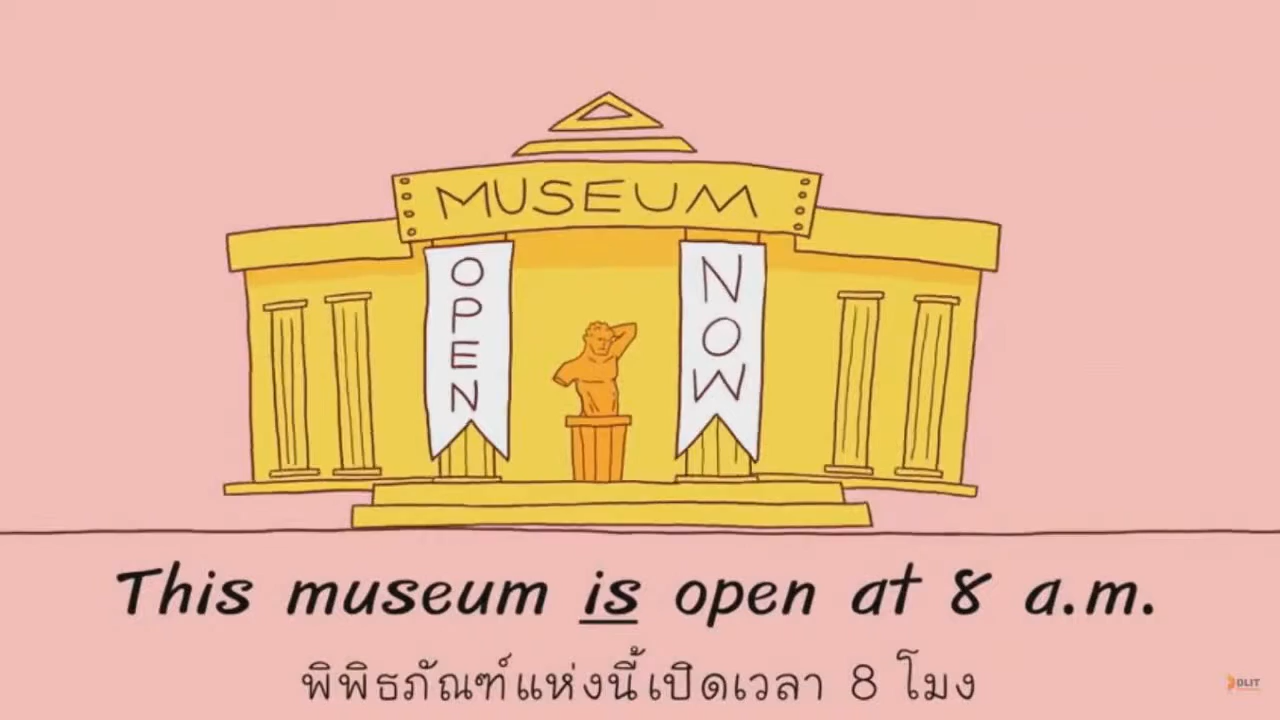 MUSEUM
OPEN
NOW
This museum is open at 8 a.m.
พิพิธภัณฑ์แห่งนี้เปิดเวลา 8 โมง
DLIT